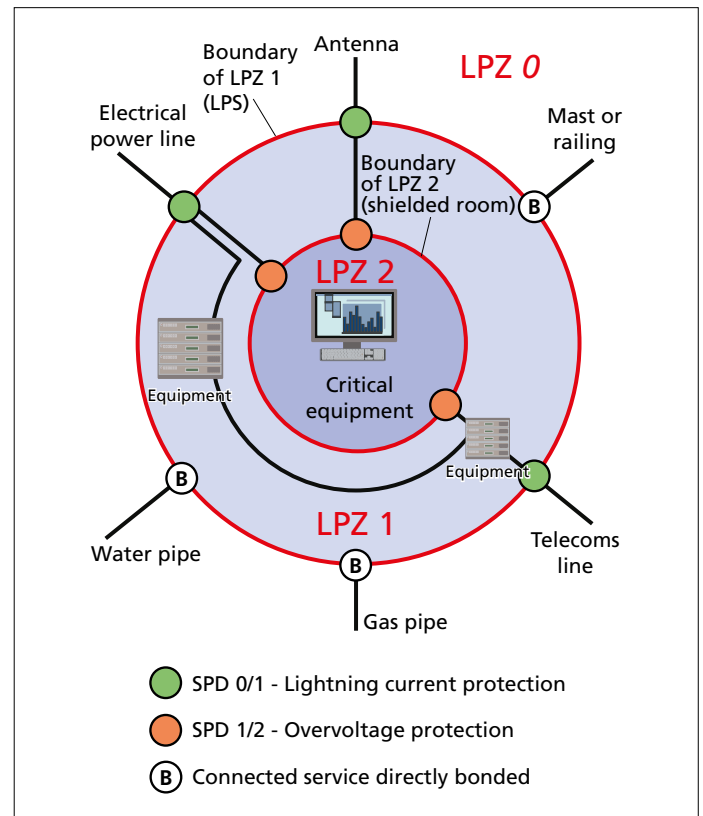 Antenna
LPZ 0
Boundary
of LPZ 1
(LPS)
Electrical
power line
Mast or
railing
Boundary
of LPZ 2
(shielded room)
B
LPZ 2
Critical
equipment
Equipment
Equipment
B
LPZ 1
Water pipe
Telecoms
line
B
Gas pipe
SPD 0/1 - Lightning current protection
SPD 1/2 - Overvoltage protection
B Connected service directly bonded